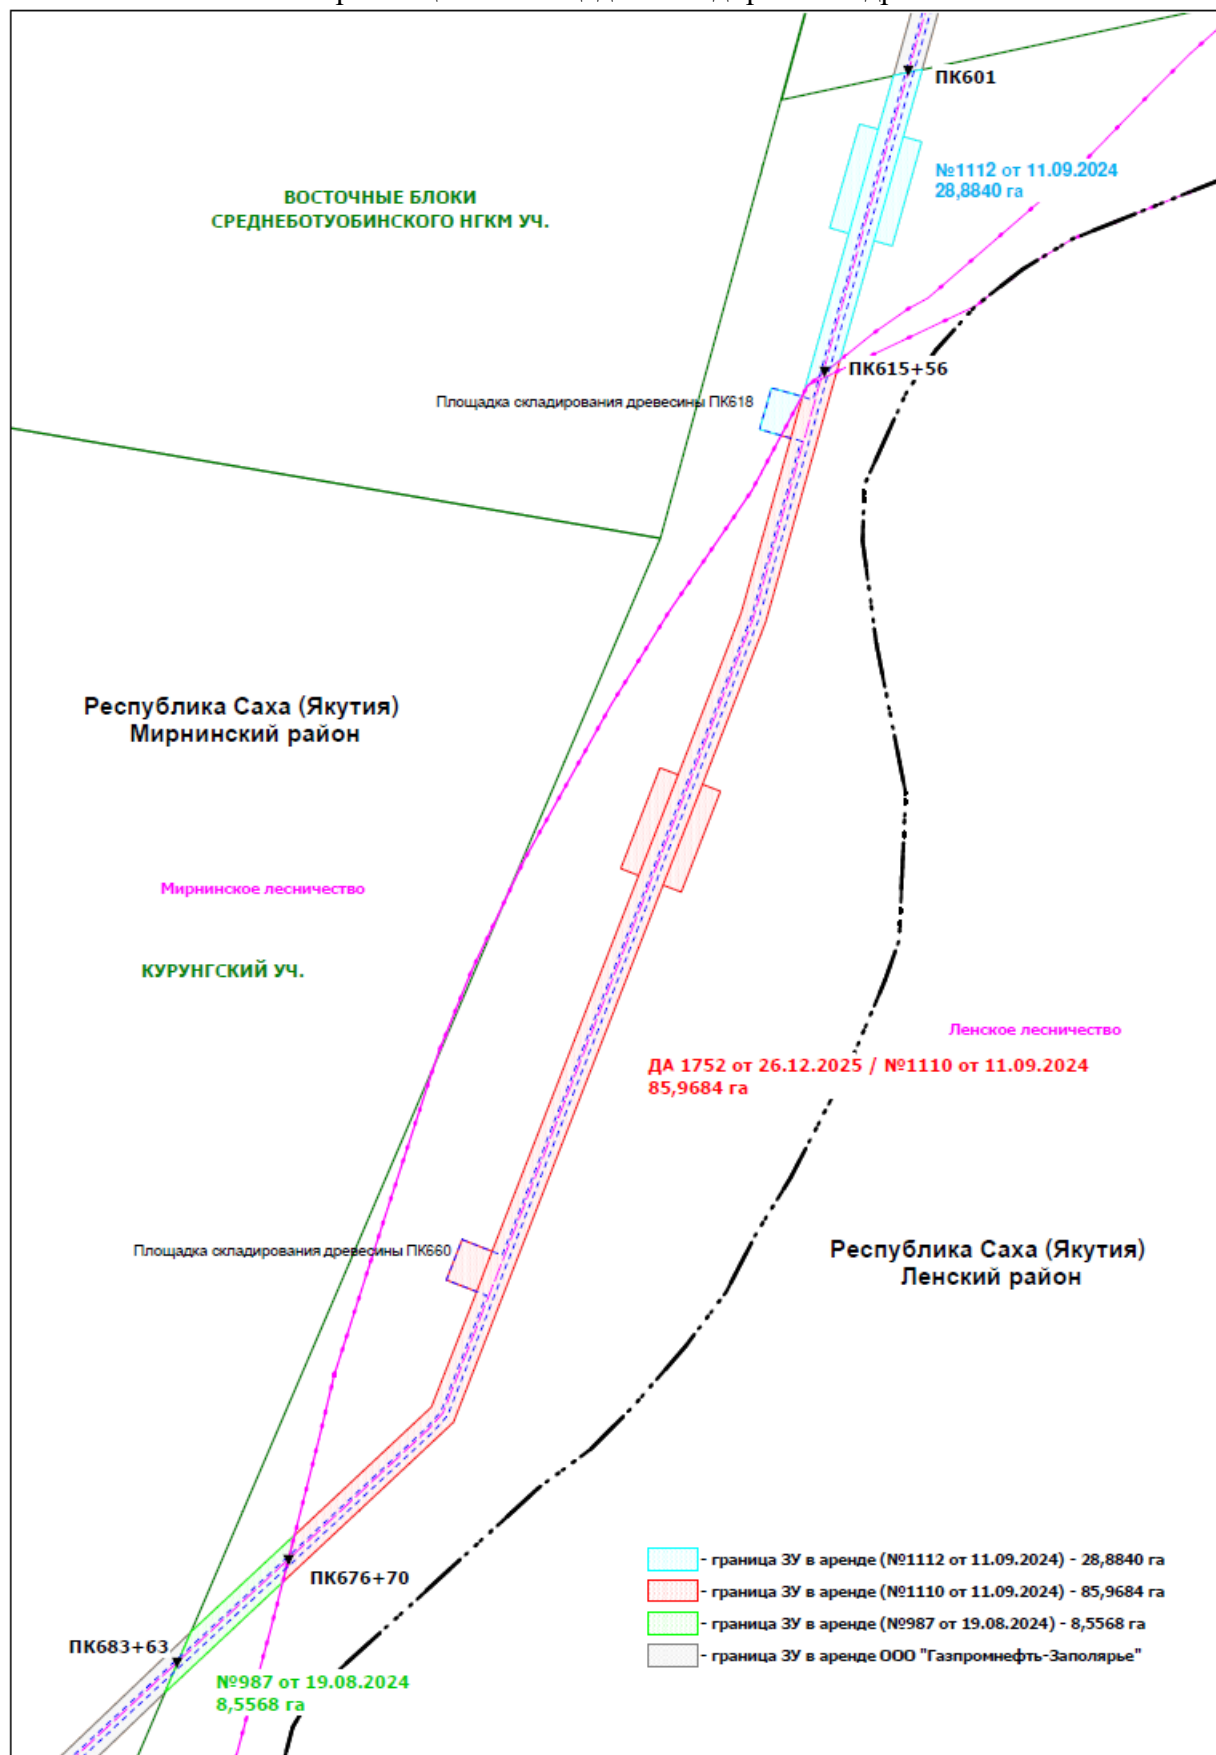 ПК601
№1112 от 11.09.2024
28,8840 га
ВОСТОЧНЫЕ БЛОКИ
СРЕДНЕБОТУОБИНСКОГО НГКМ УЧ.
ПК615+56
Площадка складирования древесины ПК618
Республика Саха (Якутия)
Мирнинский район
Мирнинское лесничество
КУРУНГСКИЙ УЧ.
Ленское лесничество
ДА 1752 от 26.12.2025 / №1110 от 11.09.2024
85,9684 га
Площадка складирования древесины ПК660
Республика Саха (Якутия)
Ленский район
- граница ЗУ в аренде (№1112 от 11.09.2024) - 28,8840 га
- граница ЗУ в аренде (№1110 от 11.09.2024) - 85,9684 га
- граница ЗУ в аренде (№987 от 19.08.2024) - 8,5568 га
- граница ЗУ в аренде ООО "Газпромнефть-Заполярье"
ПК676+70
ПК683+63
№987 от 19.08.2024
8,5568 га